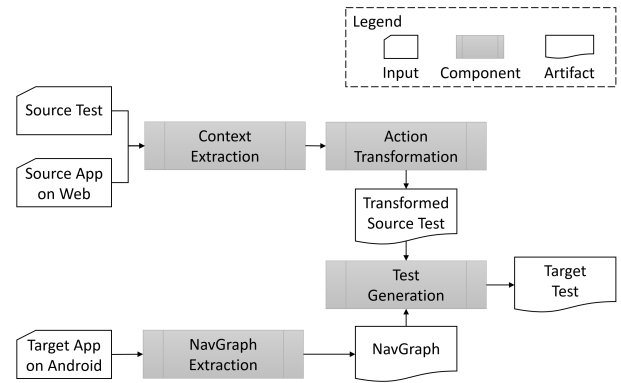 Legend
Input
Component
Artifact
Source Test
Source App
on Web
Context
Extraction
Action
Transformation
Transformed
Source Test
Test
Generation
Target
Test
Target App
on Android
NavGraph
Extraction
NavGraph